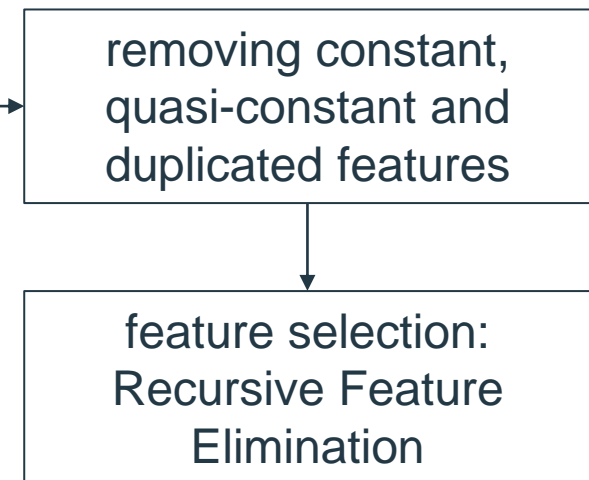 removing constant,
quasi-constant and
duplicated features
feature selection:
Recursive Feature
Elimination